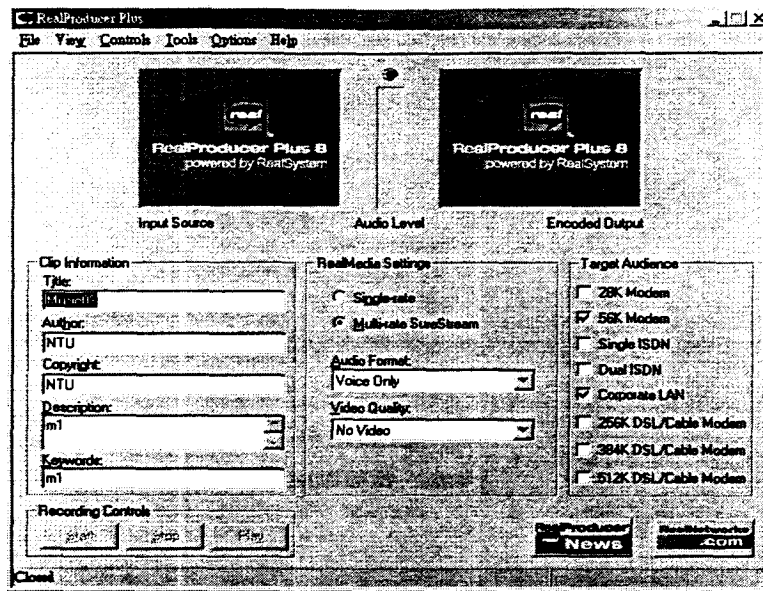 RealProducer Plus
File View Controls Tools Options Help
real
RealProducer Plus 8
powered by RealSystem
real
RealProducer Plus 8
powered by RealSystem
Input Source
Audio Level
Encoded Output
Clip Information
Title:
Author:
NTU
Copyright:
NTU
Description:
m1
Keywords:
m1
RealMedia Settings
Single-rate
Multi-rate SureStream
Audio Format:
Voice Only
Video Quality:
No Video
Target Audience
28K Modem
56K Modem
Single ISDN
Dual ISDN
Corporate LAN
256K DSL/Cable Modem
384K DSL/Cable Modem
512K DSL/Cable Modem
Recording Controls
Start
Stop
Play
RealProducer
News
RealNetworks
.com
Closed